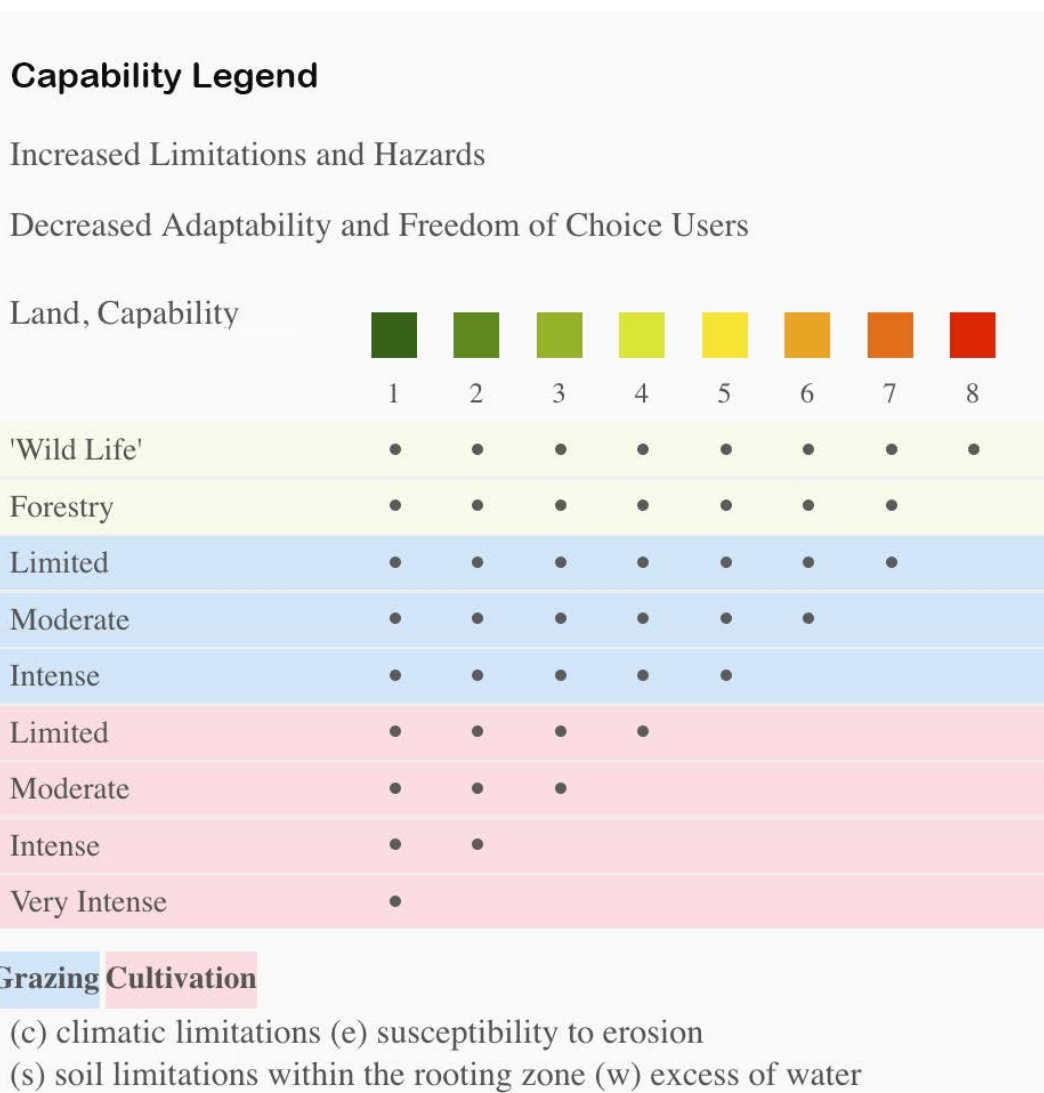 Capability Legend
Increased Limitations and Hazards
Decreased Adaptability and Freedom of Choice Users
Land, Capability
1 2 3 4 5 6 7 8
'Wild Life'
Forestry
Limited
Moderate
Intense
Limited
Moderate
Intense
Very Intense
Grazing Cultivation
(c) climatic limitations (e) susceptibility to erosion
(s) soil limitations within the rooting zone (w) excess of water